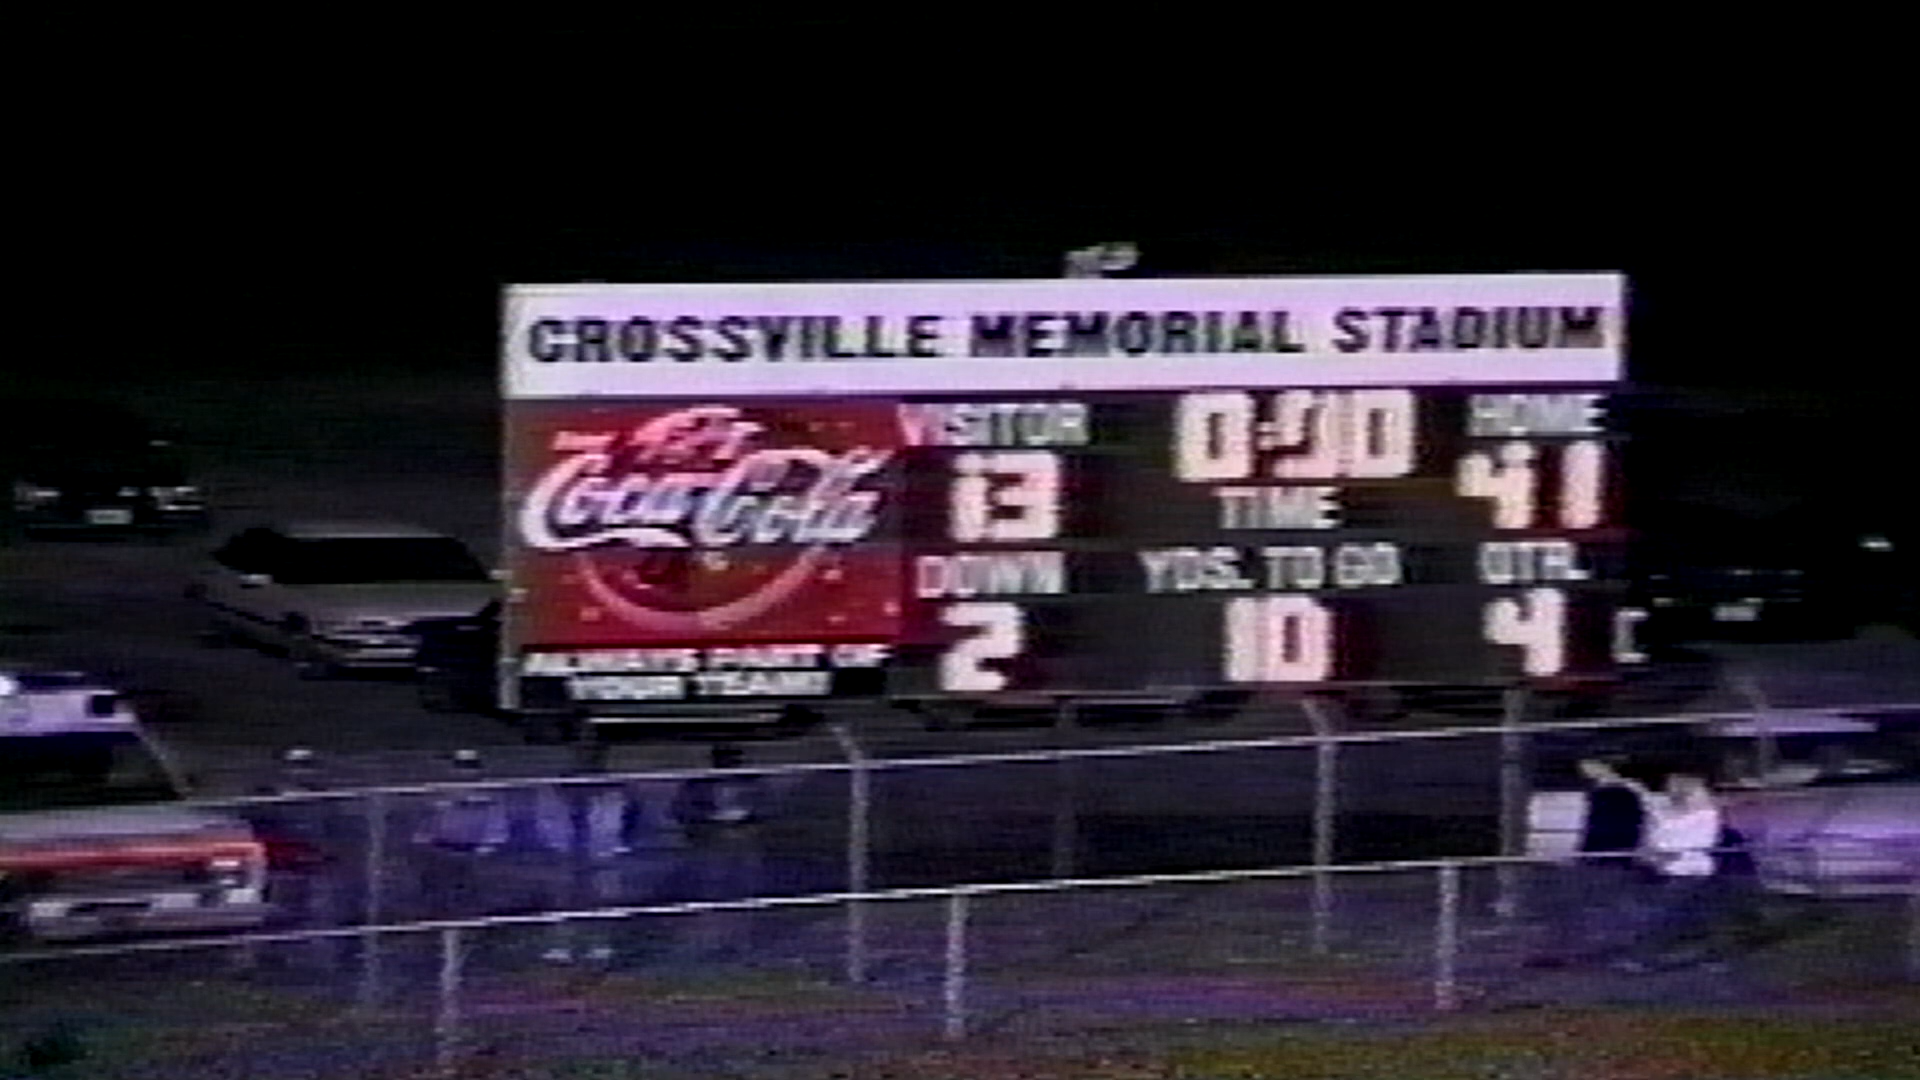 CROSSVILLE MEMORIAL STADIUM
Coca-Cola
ALWAYS PART OF
YOUR TEAM!
VISITOR 0:00 HOME
13 TIME 41
DOWN YDS. TO GO QTR.
2 10 4